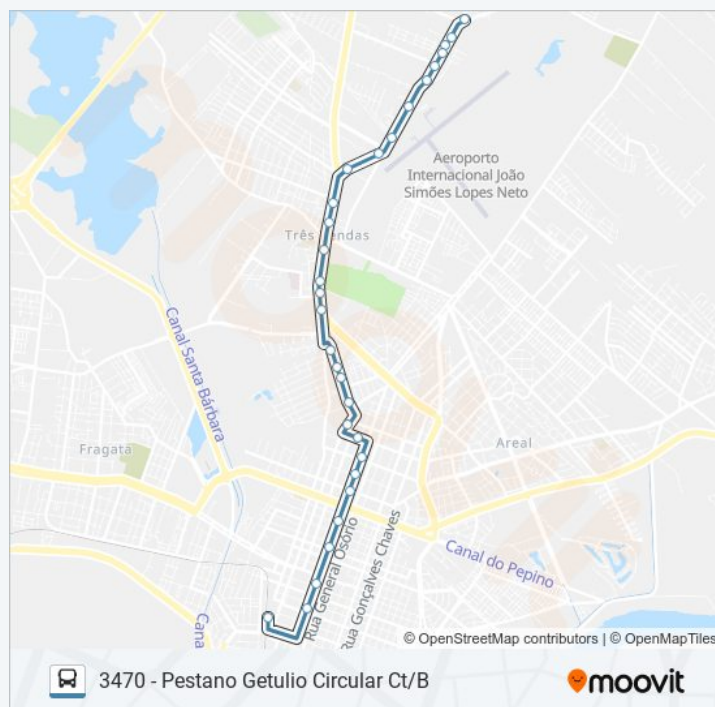 Aeroporto
Internacional João
Simões Lopes Neto
Três Vendas
Canal Santa Bárbara
Fragata
Areal
Rua General Osório
Rua Gonçalves Chaves
Canal do Pepino
Cana
© OpenStreetMap contributors | © OpenMapTiles
3470 - Pestano Getulio Circular Ct/B
moovit